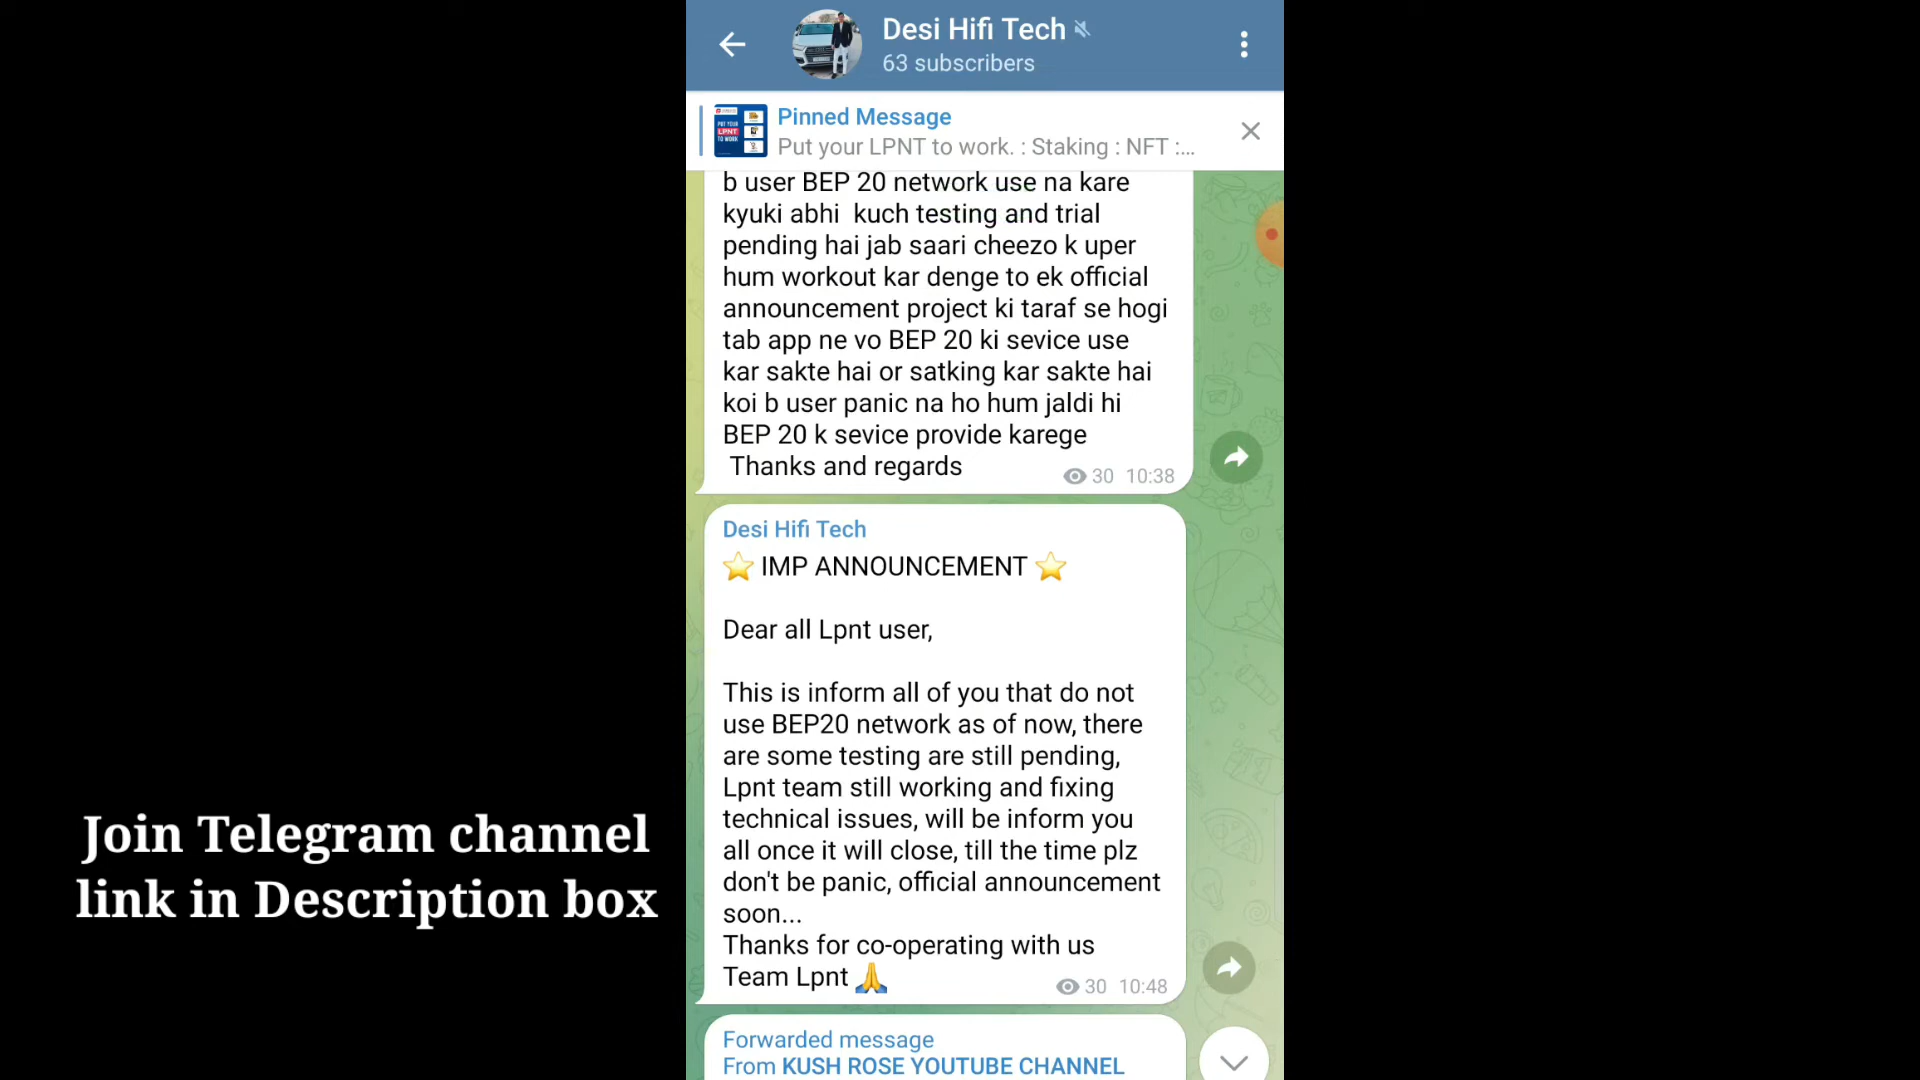 Desi Hifi Tech
63 subscribers
Pinned Message
Put your LPNT to work. : Staking : NFT :...
PUT YOUR
LPNT
TO WORK
b user BEP 20 network use na kare
kyuki abhi kuch testing and trial
pending hai jab saari cheezo k uper
hum workout kar denge to ek official
announcement project ki taraf se hogi
tab app ne vo BEP 20 ki sevice use
kar sakte hai or satking kar sakte hai
koi b user panic na ho hum jaldi hi
BEP 20 k sevice provide karege
Thanks and regards
30 10:38
Desi Hifi Tech
⭐ IMP ANNOUNCEMENT ⭐
Dear all Lpnt user,
This is inform all of you that do not
use BEP20 network as of now, there
are some testing are still pending,
Lpnt team still working and fixing
technical issues, will be inform you
all once it will close, till the time plz
don't be panic, official announcement
soon...
Thanks for co-operating with us
Team Lpnt 🙏
30 10:48
Forwarded message
From KUSH ROSE YOUTUBE CHANNEL
Join Telegram channel
link in Description box